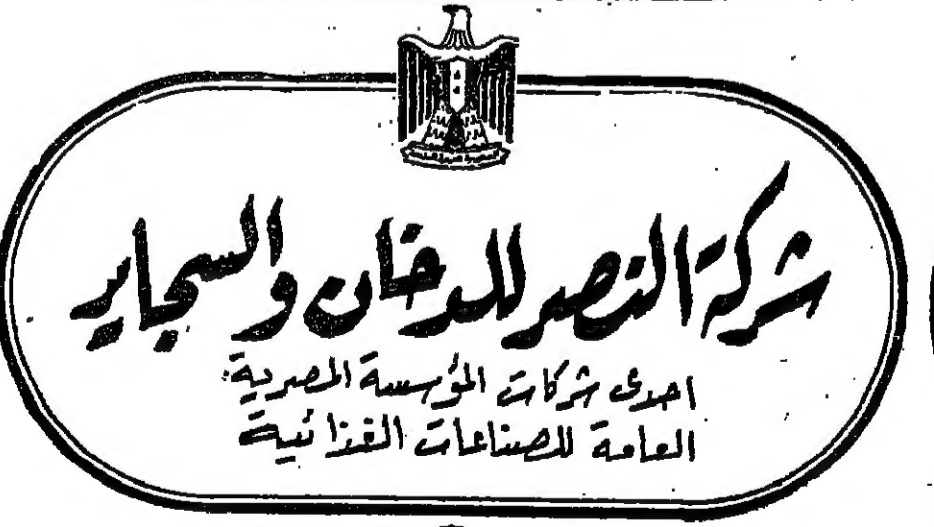 شركة النصر للدخان والسجاير
احدى شركات المؤسسة المصرية
العامة للصناعات الغذائية